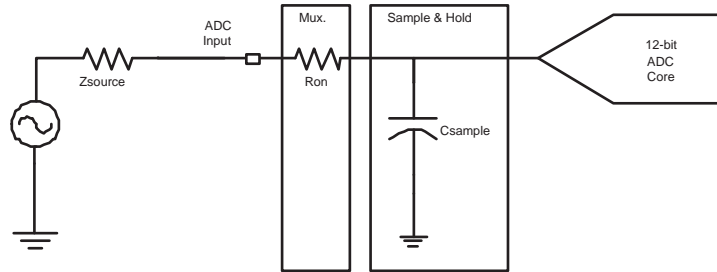 Mux.
Sample & Hold
ADC
Input
12-bit
ADC
Core
Zsource
Ron
Csample